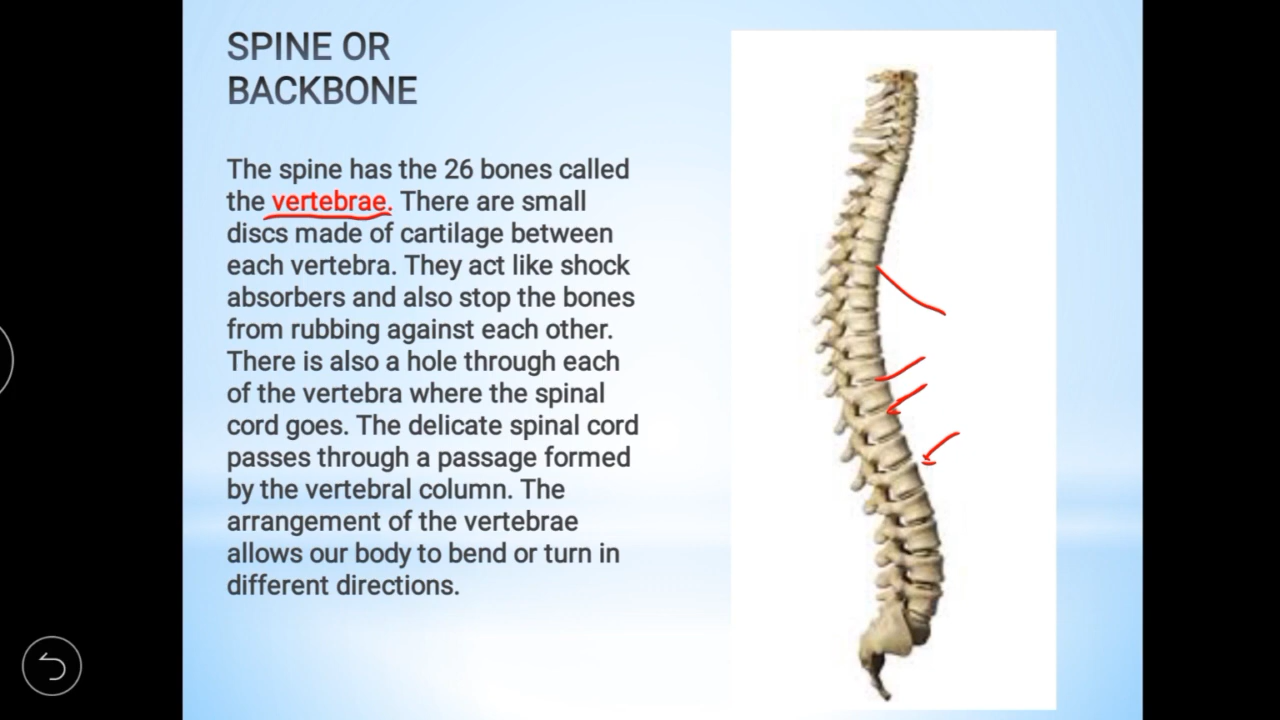 SPINE OR
BACKBONE
The spine has the 26 bones called
the vertebrae. There are small
discs made of cartilage between
each vertebra. They act like shock
absorbers and also stop the bones
from rubbing against each other.
There is also a hole through each
of the vertebra where the spinal
cord goes. The delicate spinal cord
passes through a passage formed
by the vertebral column. The
arrangement of the vertebrae
allows our body to bend or turn in
different directions.